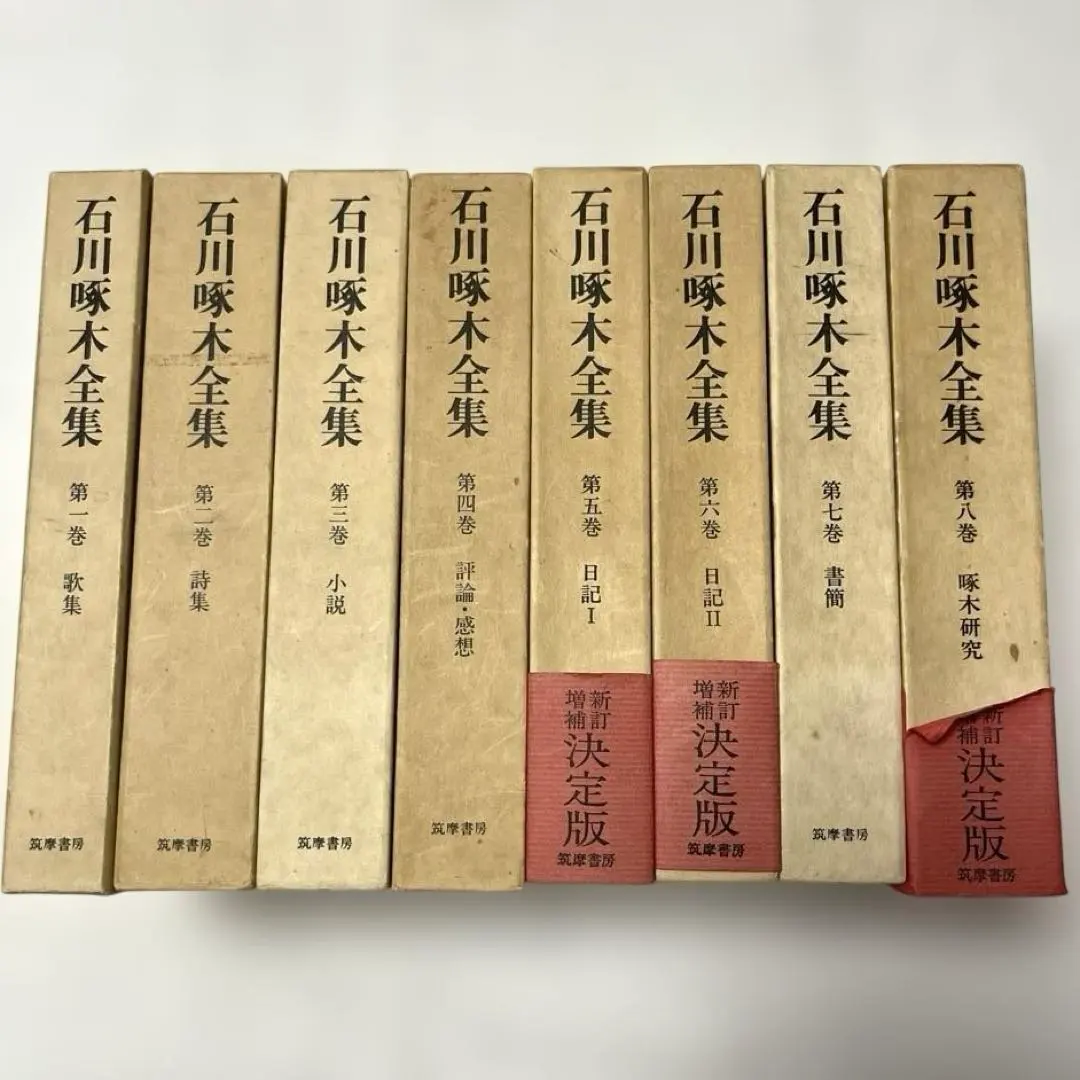 石川啄木全集
第一巻
歌集
筑摩書房
石川啄木全集
第二巻
詩集
筑摩書房
石川啄木全集
第三巻
小説
筑摩書房
石川啄木全集
第四巻
評論・感想
筑摩書房
石川啄木全集
第五巻
日記Ⅰ
新訂
増補
決定版
筑摩書房
石川啄木全集
第六巻
日記Ⅱ
新訂
増補
決定版
筑摩書房
石川啄木全集
第七巻
書簡
筑摩書房
石川啄木全集
第八巻
啄木研究
新訂
補
決定版
筑摩書房